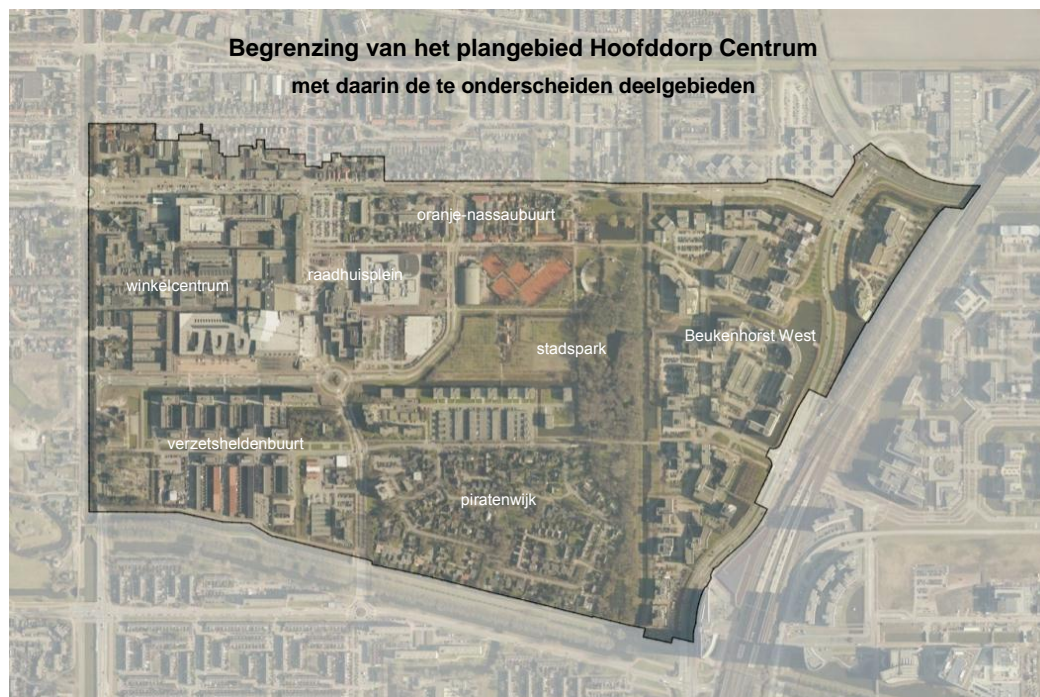 Begrenzing van het plangebied Hoofddorp Centrum
met daarin de te onderscheiden deelgebieden
oranje-nassaubuurt
raadhuisplein
winkelcentrum
Beukenhorst West
stadspark
verzetsheldenbuurt
piratenwijk